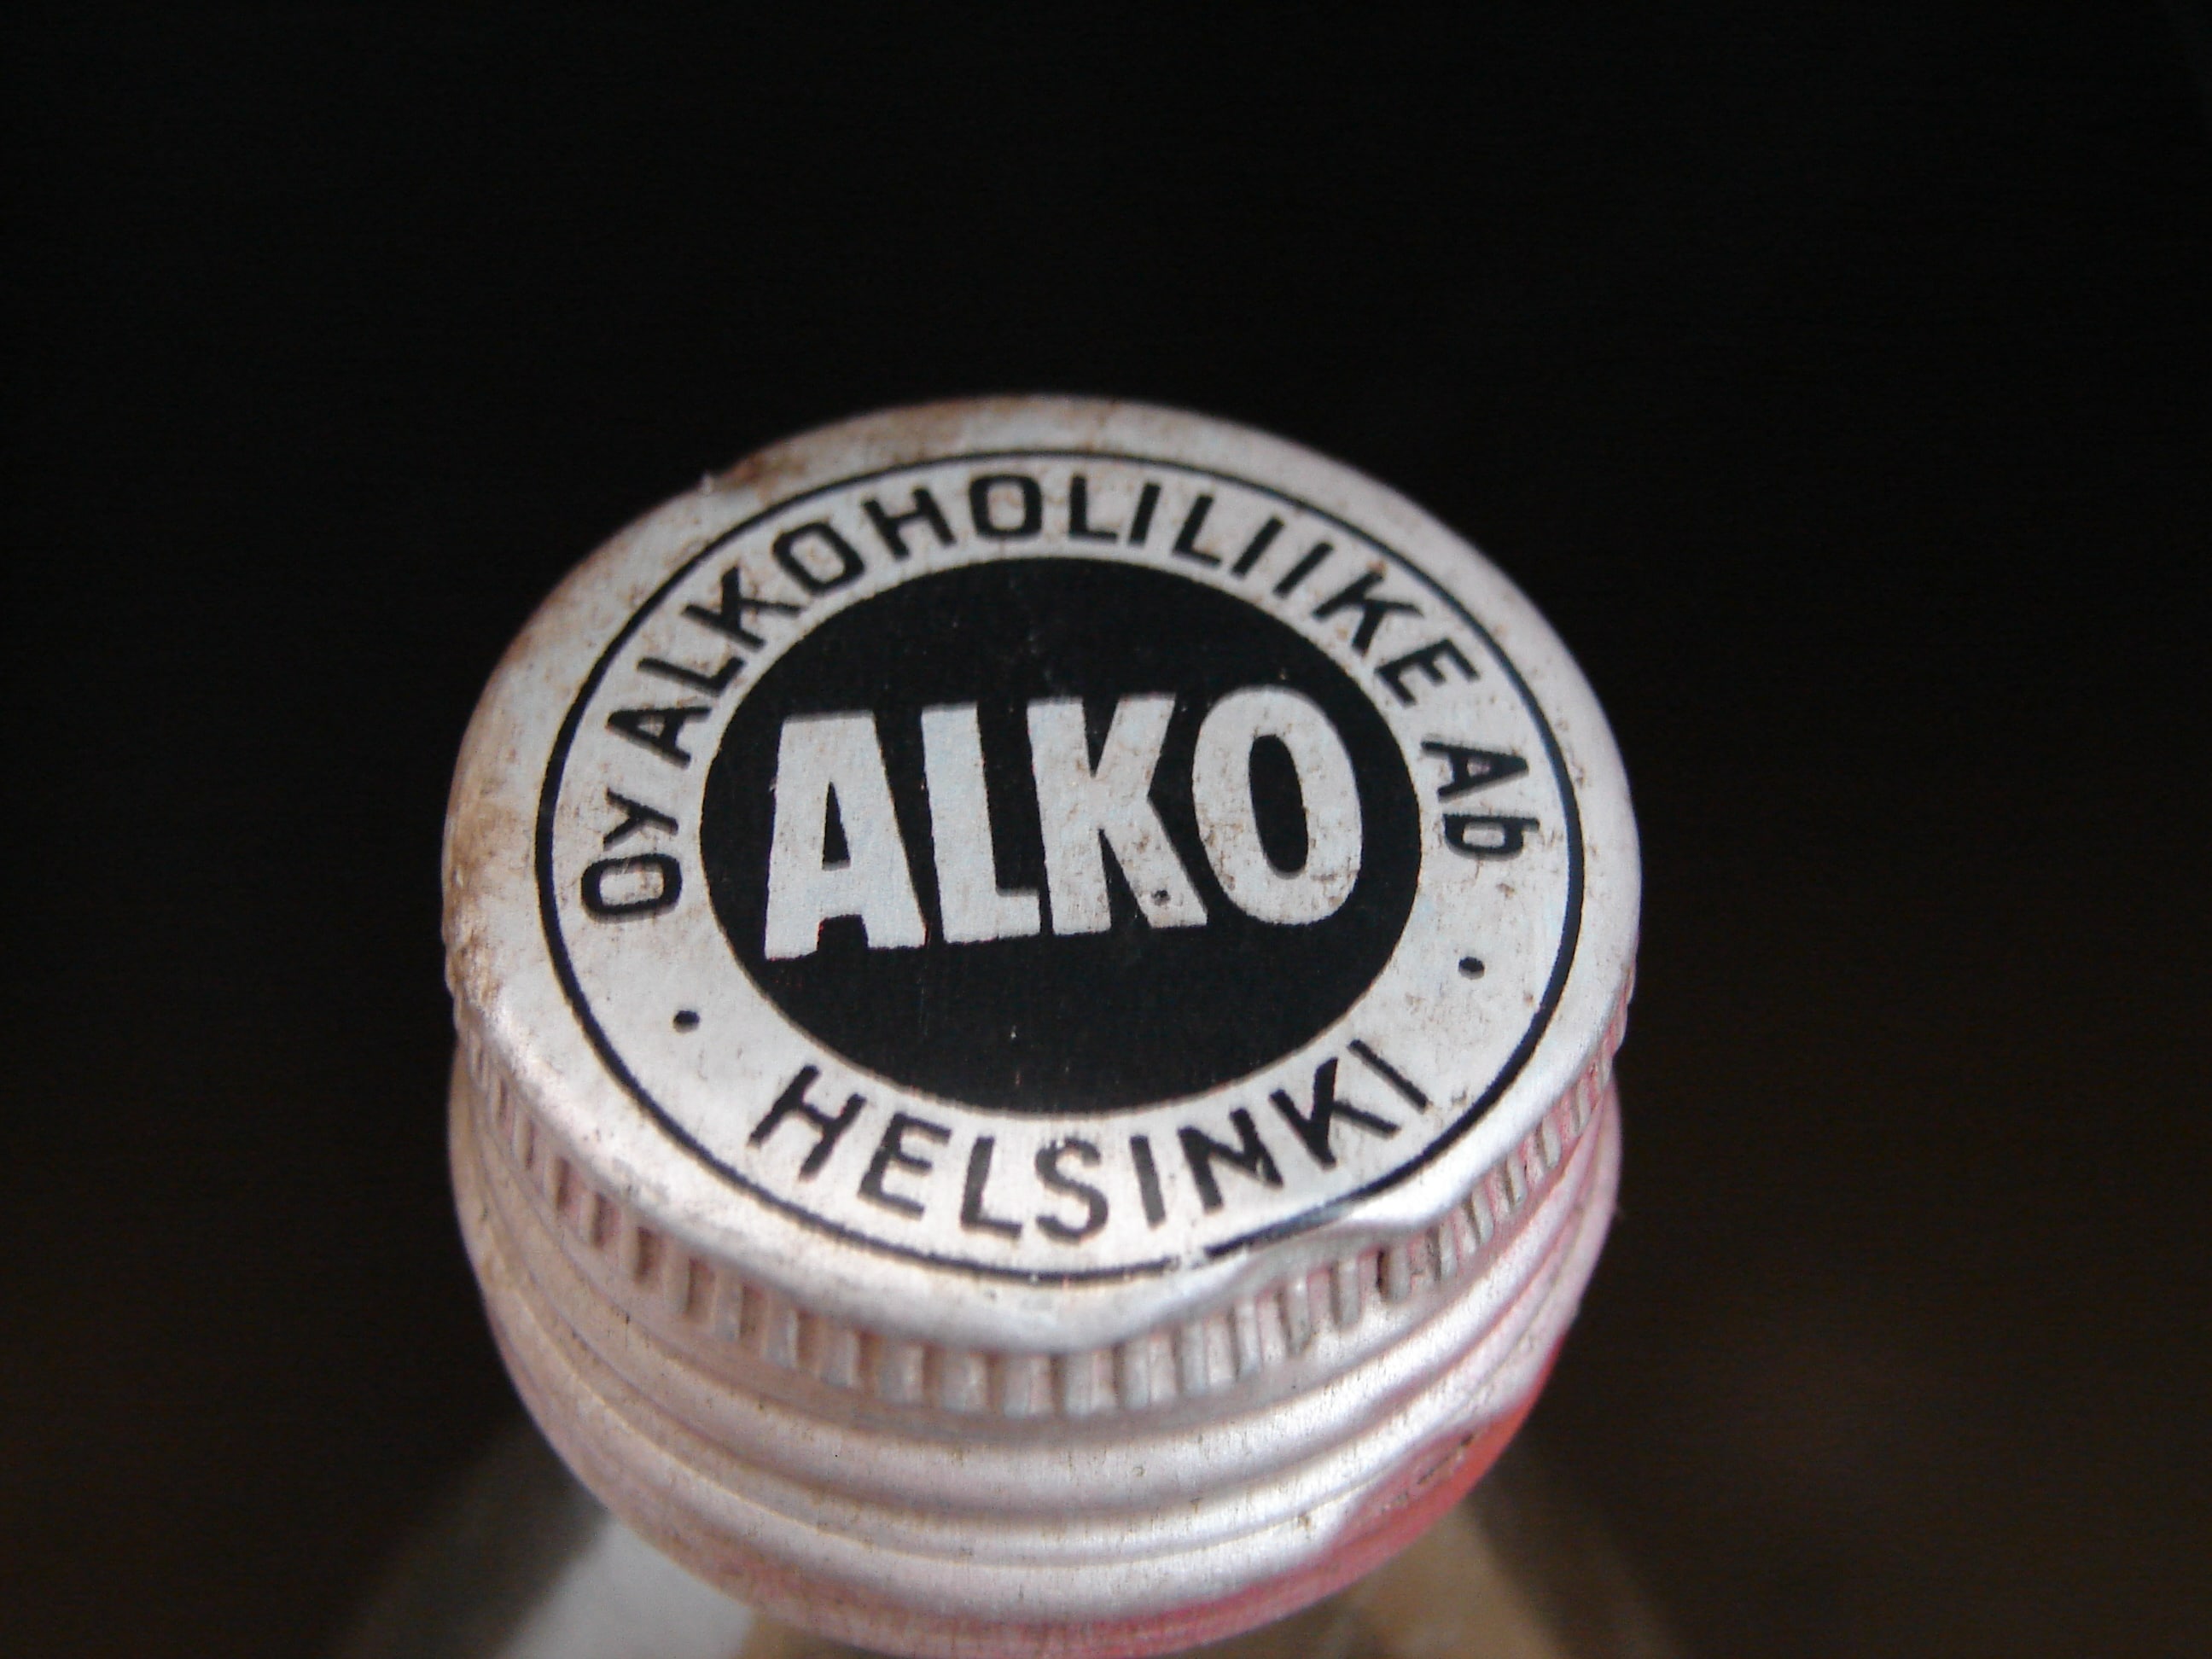 OY ALKOHOLILIIKE Ab
ALKO
• HELSINKI •